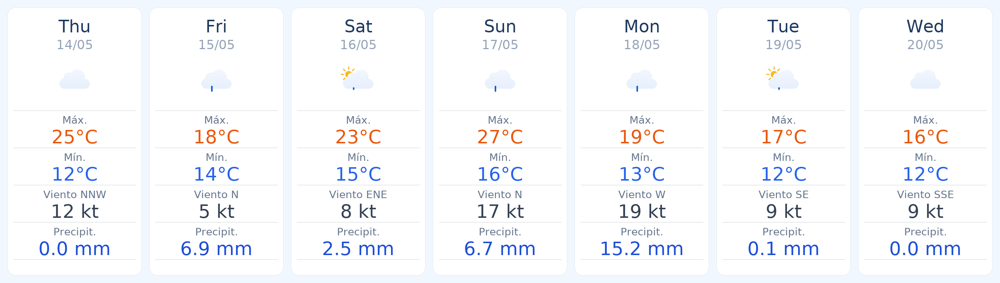 Thu
14/05
Máx.
25°C
Mín.
12°C
Viento NNW
12 kt
Precipit.
0.0 mm
Fri
15/05
Máx.
18°C
Mín.
14°C
Viento N
5 kt
Precipit.
6.9 mm
Sat
16/05
Máx.
23°C
Mín.
15°C
Viento ENE
8 kt
Precipit.
2.5 mm
Sun
17/05
Máx.
27°C
Mín.
16°C
Viento N
17 kt
Precipit.
6.7 mm
Mon
18/05
Máx.
19°C
Mín.
13°C
Viento W
19 kt
Precipit.
15.2 mm
Tue
19/05
Máx.
17°C
Mín.
12°C
Viento SE
9 kt
Precipit.
0.1 mm
Wed
20/05
Máx.
16°C
Mín.
12°C
Viento SSE
9 kt
Precipit.
0.0 mm